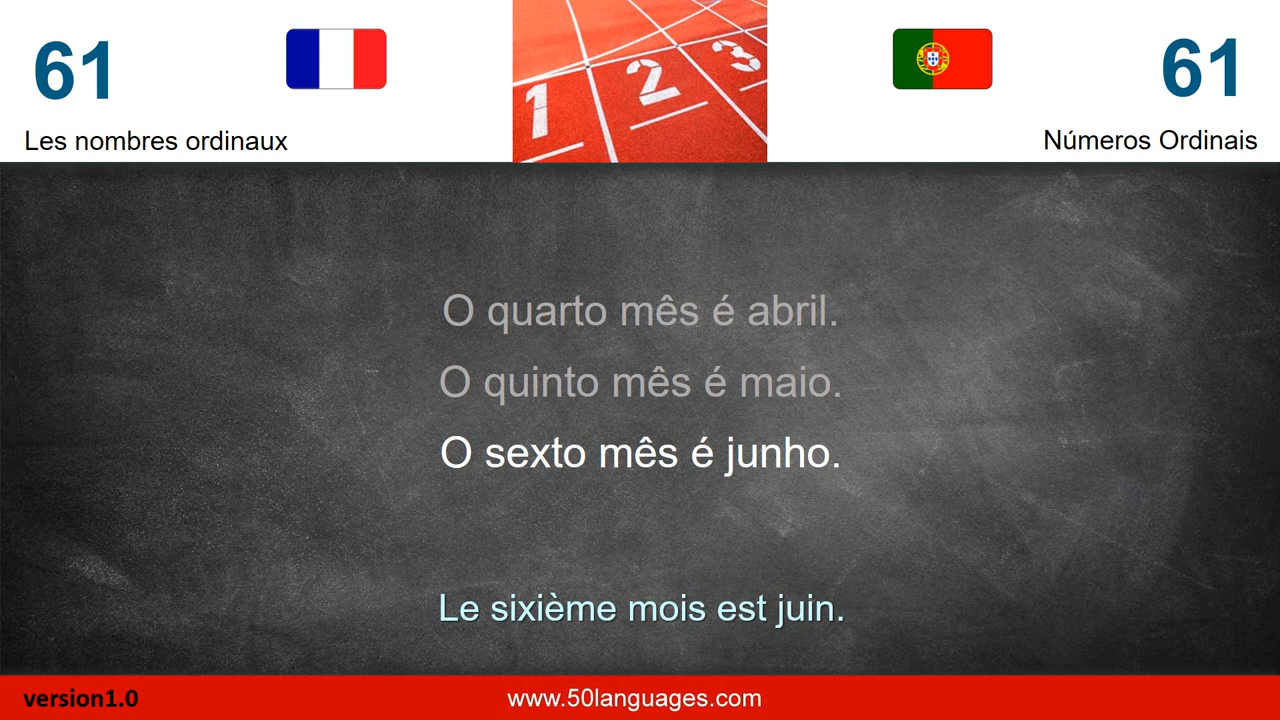 61
61
1 2 3
Les nombres ordinaux
Números Ordinais
O quarto mês é abril.
O quinto mês é maio.
O sexto mês é junho.
Le sixième mois est juin.
version1.0
www.50languages.com